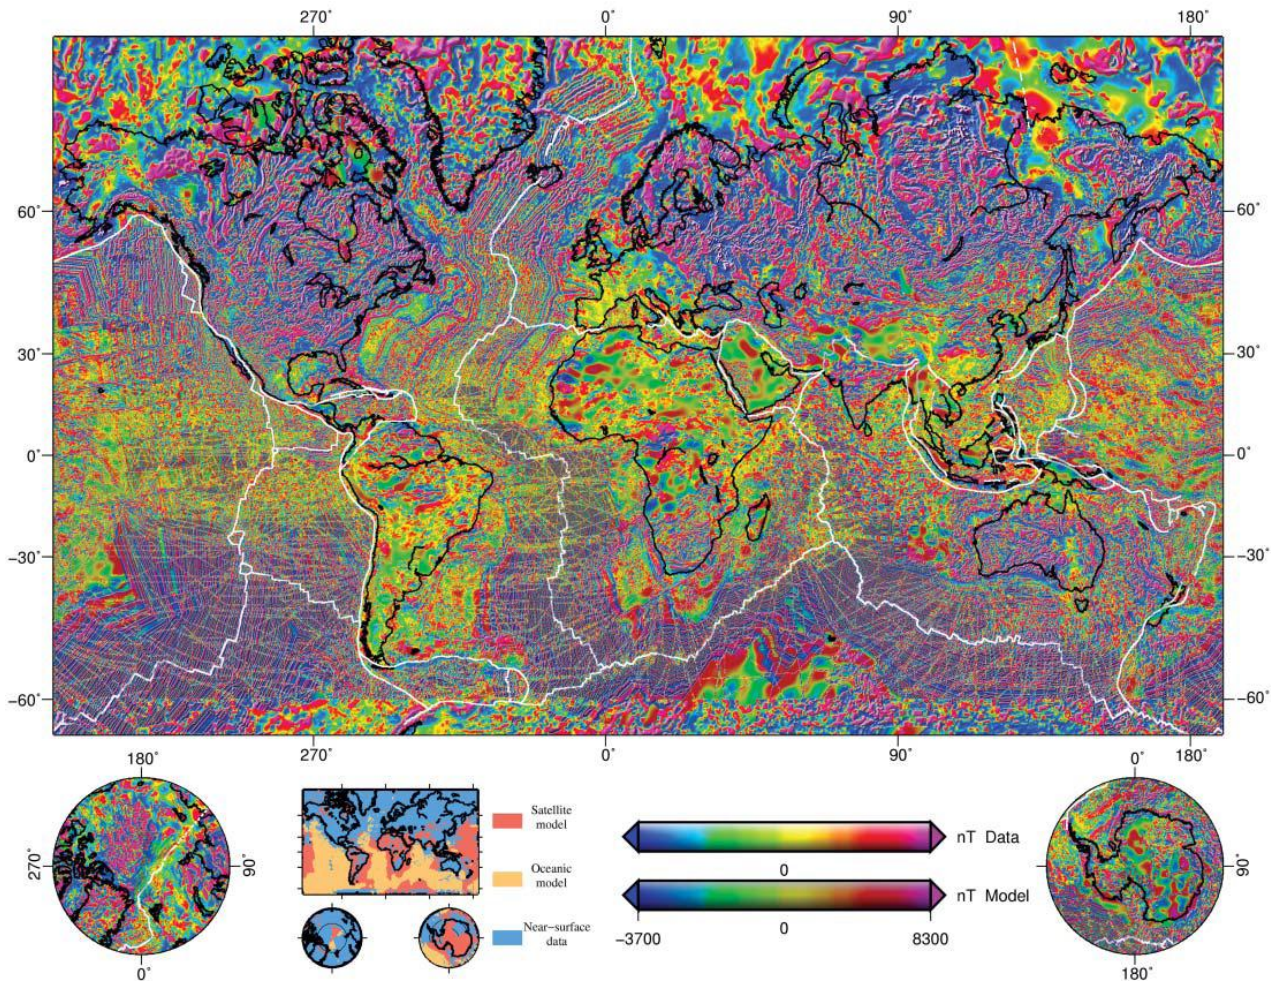 270˚ 0˚ 90˚ 180˚
60˚ 60˚
30˚ 30˚
0˚ 0˚
−30˚ −30˚
−60˚ −60˚
270˚ 0˚ 90˚ 180˚
180˚
270˚ 90˚
0˚
Satellite
model
Oceanic
model
Near−surface
data
nT Data
0
nT Model
−3700 0 8300
0˚
90˚
180˚